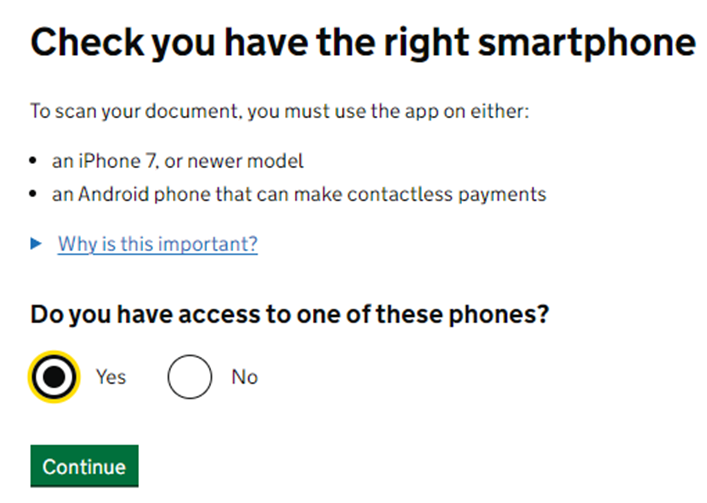 Check you have the right smartphone
To scan your document, you must use the app on either:
• an iPhone 7, or newer model
• an Android phone that can make contactless payments
Why is this important?
Do you have access to one of these phones?
Yes No
Continue